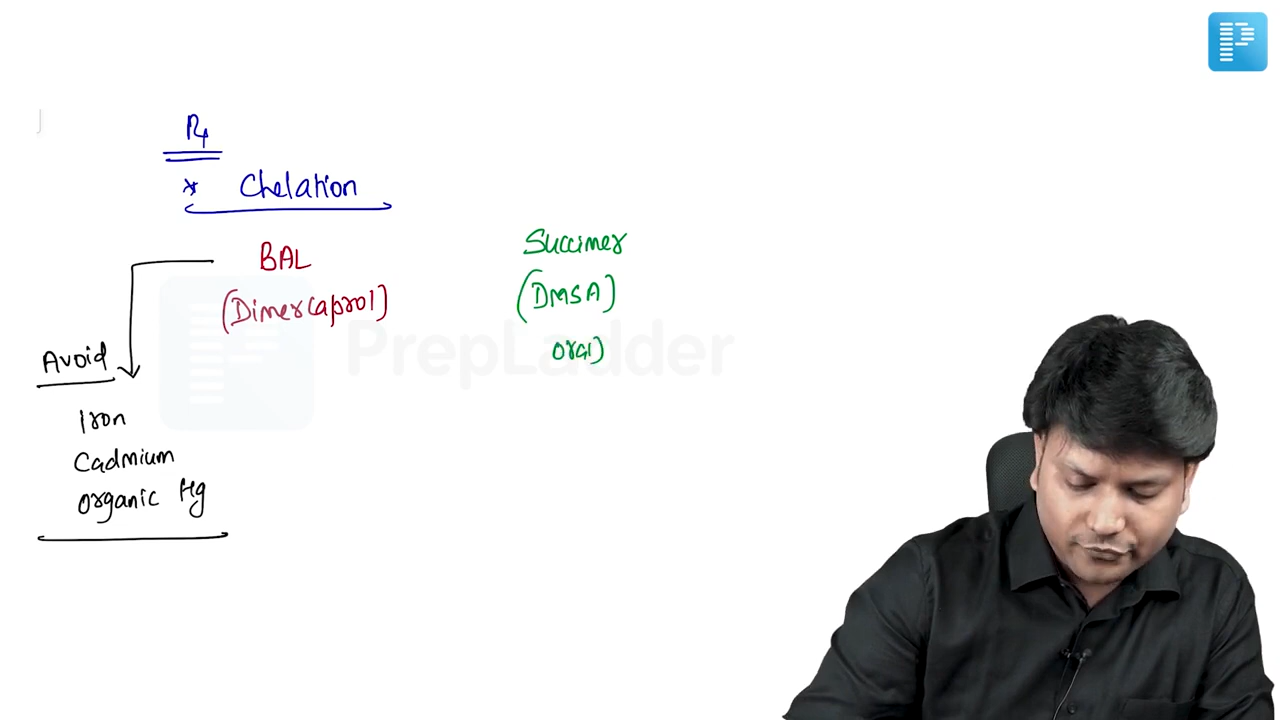 Rx
* Chelation
BAL
(Dimercaprol)
Succimer
(DMSA)
oral)
Avoid
Iron
Cadmium
Organic Hg
PrepLadder